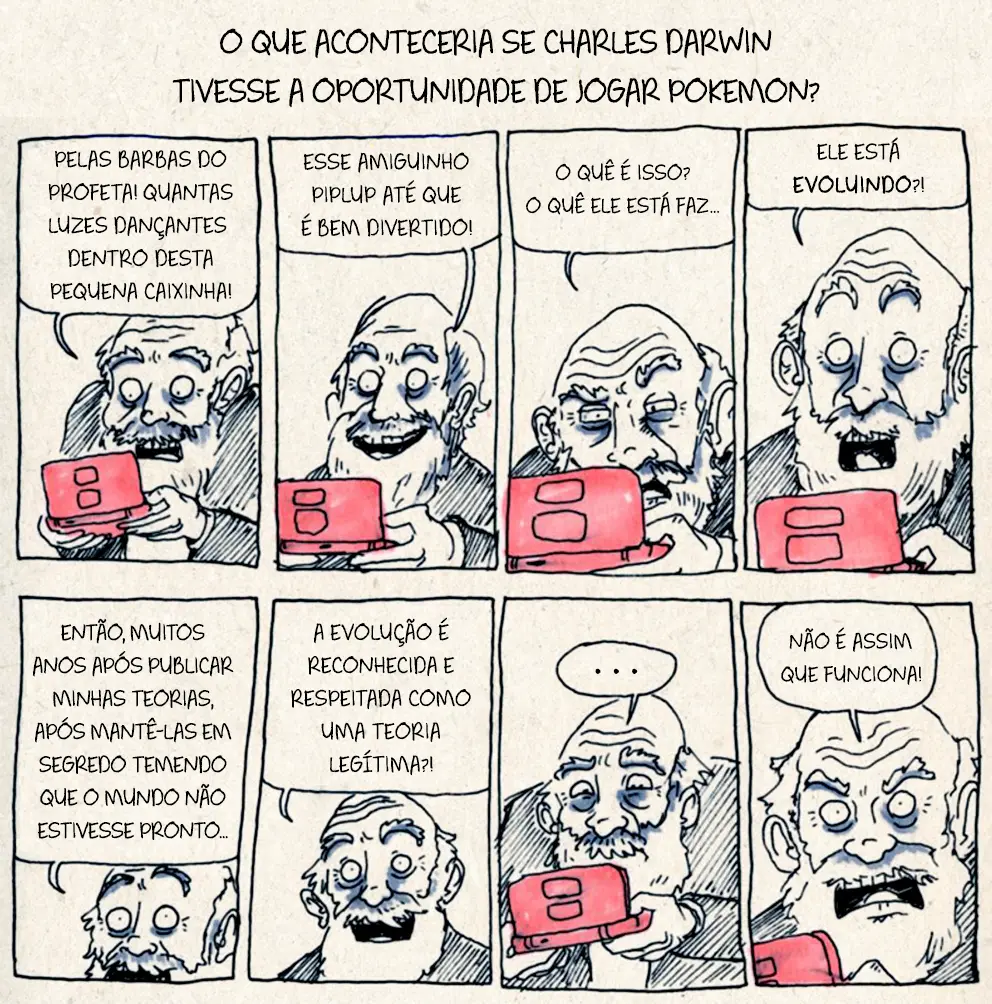 O QUE ACONTECERIA SE CHARLES DARWIN
TIVESSE A OPORTUNIDADE DE JOGAR POKEMON?
PELAS BARBAS DO
PROFETA! QUANTAS
LUZES DANÇANTES
DENTRO DESTA
PEQUENA CAIXINHA!
ESSE AMIGUINHO
PIPLUP ATÉ QUE
É BEM DIVERTIDO!
O QUÊ É ISSO?
O QUÊ ELE ESTÁ FAZ...
ELE ESTÁ
EVOLUINDO?!
ENTÃO, MUITOS
ANOS APÓS PUBLICAR
MINHAS TEORIAS,
APÓS MANTÊ-LAS EM
SEGREDO TEMENDO
QUE O MUNDO NÃO
ESTIVESSE PRONTO...
A EVOLUÇÃO É
RECONHECIDA E
RESPEITADA COMO
UMA TEORIA
LEGÍTIMA?!
...
NÃO É ASSIM
QUE FUNCIONA!